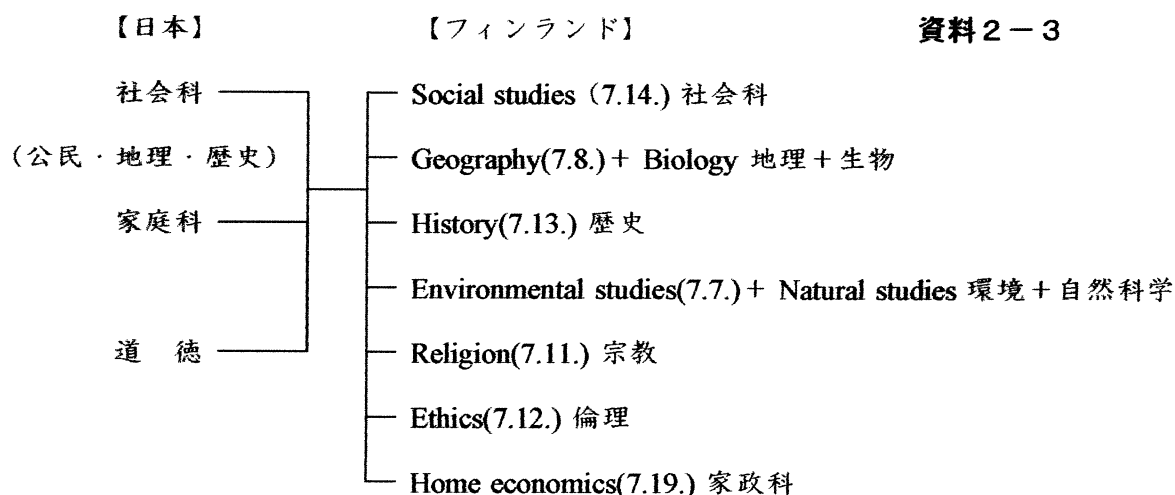 【日本】 【フィンランド】 資料2－3
社会科 Social studies (7.14.) 社会科
(公民・地理・歴史) Geography(7.8.)＋ Biology 地理＋生物
家庭科 History(7.13.) 歴史
Environmental studies(7.7.)＋ Natural studies 環境＋自然科学
道 徳 Religion(7.11.) 宗教
Ethics(7.12.) 倫理
Home economics(7.19.) 家政科